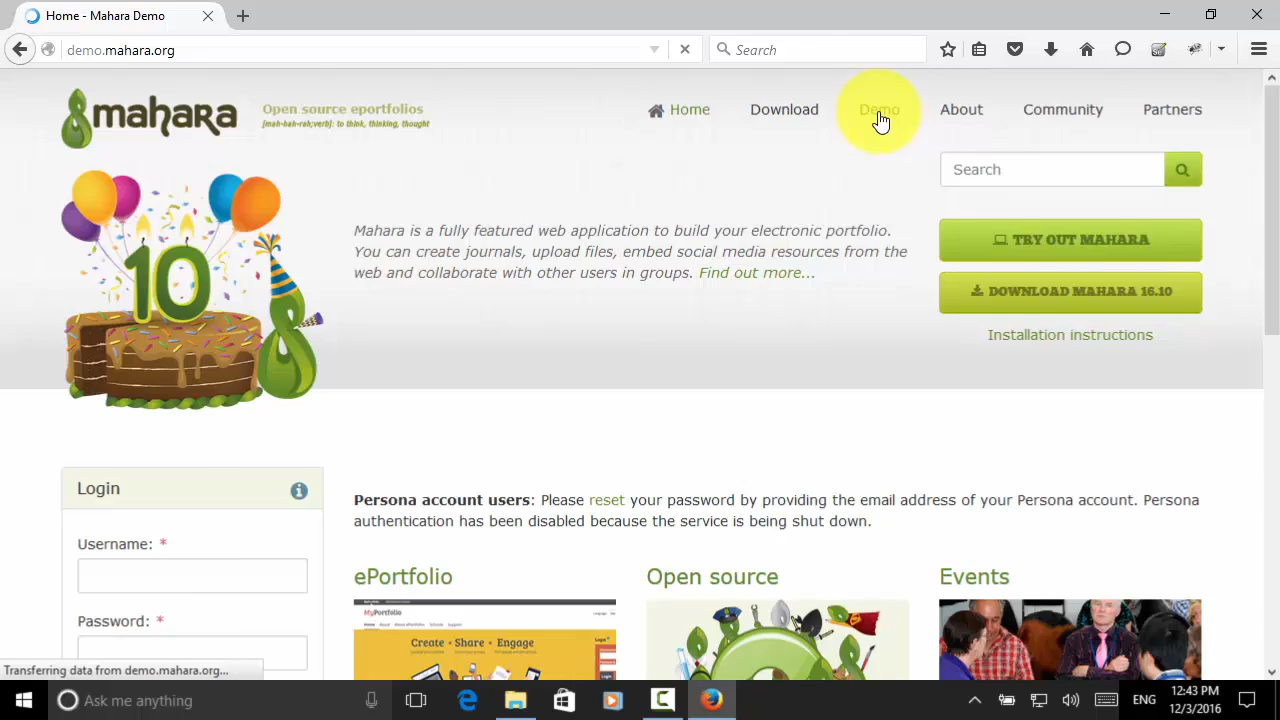 Home - Mahara Demo
demo.mahara.org
Search
mahara
Open source eportfolios
[mah-hah-rah;verb]: to think, thinking, thought
Home Download Demo About Community Partners
Search
10
Mahara is a fully featured web application to build your electronic portfolio.
You can create journals, upload files, embed social media resources from the
web and collaborate with other users in groups. Find out more...
TRY OUT MAHARA
DOWNLOAD MAHARA 16.10
Installation instructions
Login
Username: *
Password: *
Persona account users: Please reset your password by providing the email address of your Persona account. Persona
authentication has been disabled because the service is being shut down.
ePortfolio
Open source
Events
MyPortfolio
Create • Share • Engage
Login
Transferring data from demo.mahara.org...
Ask me anything
ENG
12:43 PM
12/3/2016